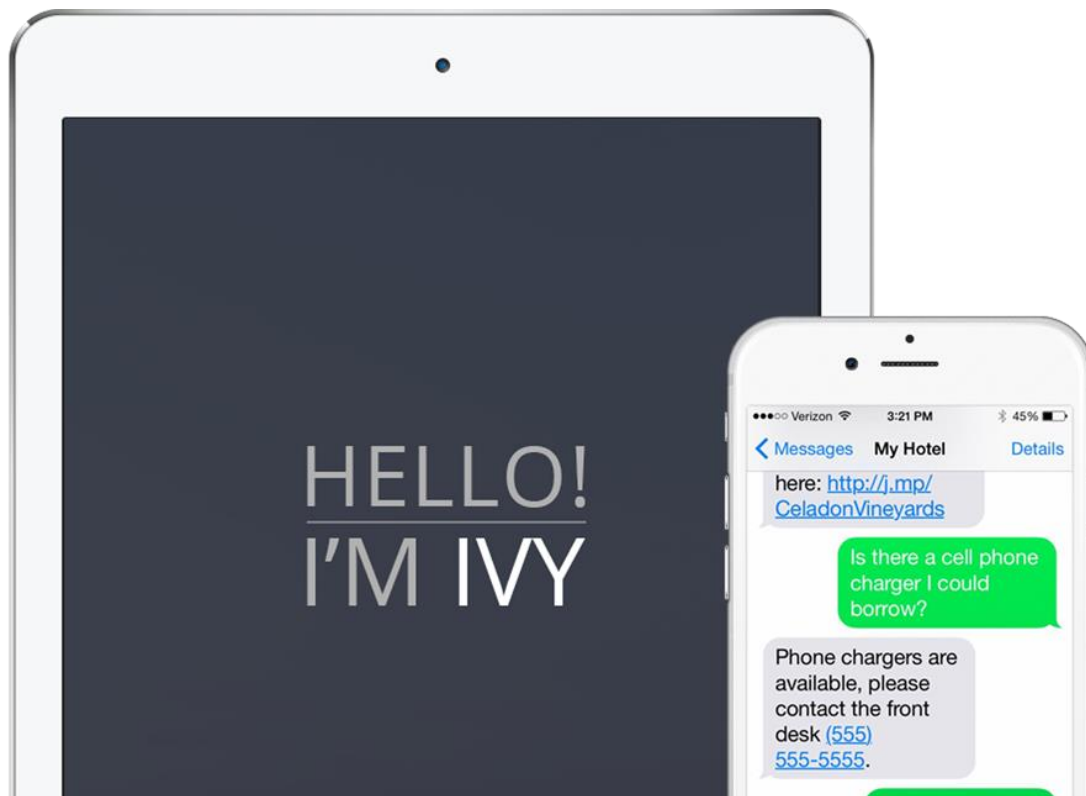 HELLO!
I'M IVY
Verizon 3:21 PM 45%
Messages My Hotel Details
here: http://j.mp/
CeladonVineyards
Is there a cell phone
charger I could
borrow?
Phone chargers are
available, please
contact the front
desk (555)
555-5555.